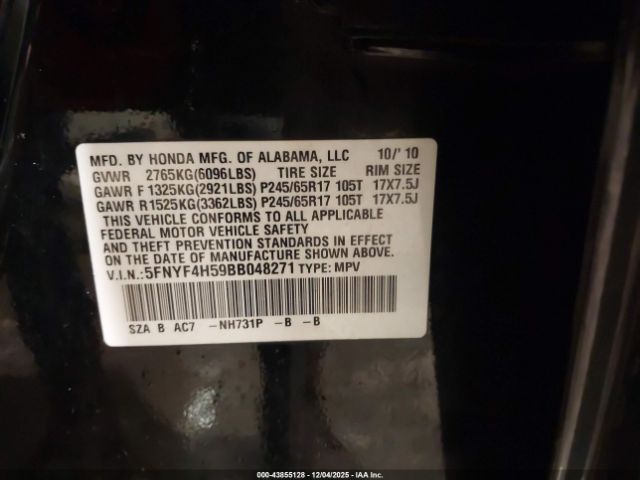 MFD. BY HONDA MFG. OF ALABAMA, LLC 10/'10
GVWR 2765KG(6096LBS) TIRE SIZE RIM SIZE
GAWR F 1325KG(2921LBS) P245/65R17 105T 17X7.5J
GAWR R1525KG(3362LBS) P245/65R17 105T 17X7.5J
THIS VEHICLE CONFORMS TO ALL APPLICABLE
FEDERAL MOTOR VEHICLE SAFETY
AND THEFT PREVENTION STANDARDS IN EFFECT
ON THE DATE OF MANUFACTURE SHOWN ABOVE.
V.I.N.:5FNYF4H59BB048271 TYPE: MPV
SZA B AC7 -NH731P -B -B
000-43855128 - 12/04/2025 - IAA Inc.